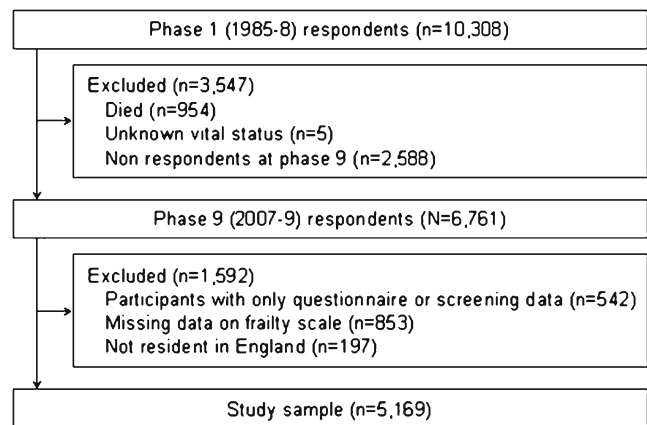 Phase 1 (1985-8) respondents (n=10,308)
Excluded (n=3,547)
Died (n=954)
Unknown vital status (n=5)
Non respondents at phase 9 (n=2,588)
Phase 9 (2007-9) respondents (N=6,761)
Excluded (n=1,592)
Participants with only questionnaire or screening data (n=542)
Missing data on frailty scale (n=853)
Not resident in England (n=197)
Study sample (n=5,169)